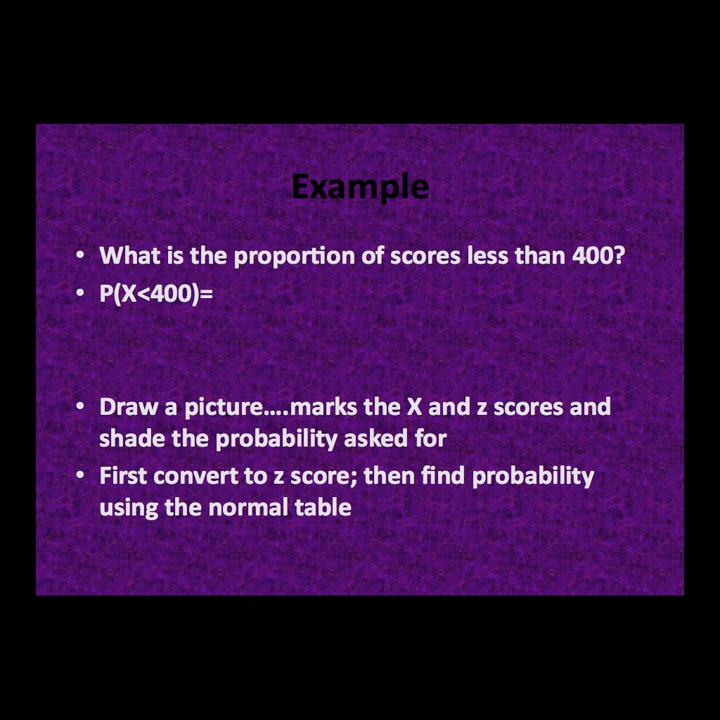 Example
• What is the proportion of scores less than 400?
• P(X<400)=
• Draw a picture....marks the X and z scores and
shade the probability asked for
• First convert to z score; then find probability
using the normal table